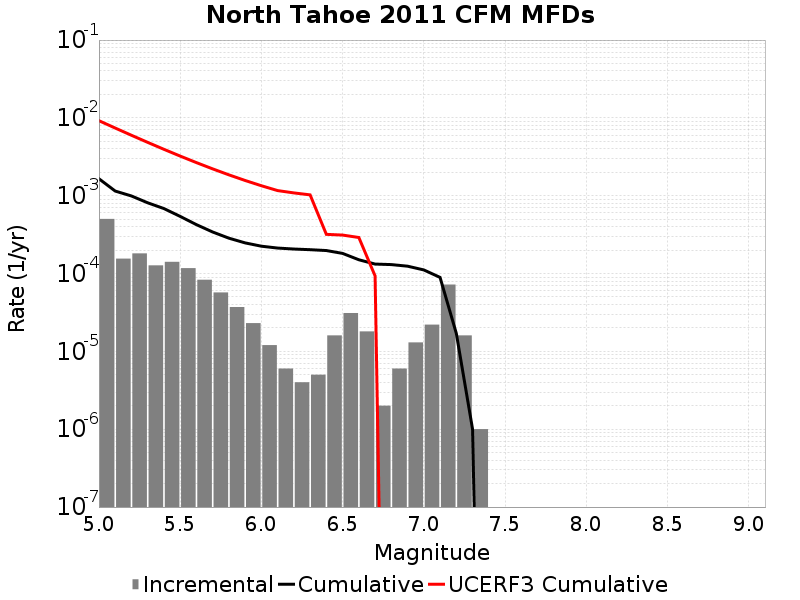 North Tahoe 2011 CFM MFDs
Rate (1/yr)
10-1
10-2
10-3
10-4
10-5
10-6
10-7
5.0 5.5 6.0 6.5 7.0 7.5 8.0 8.5 9.0
Magnitude
Incremental Cumulative UCERF3 Cumulative